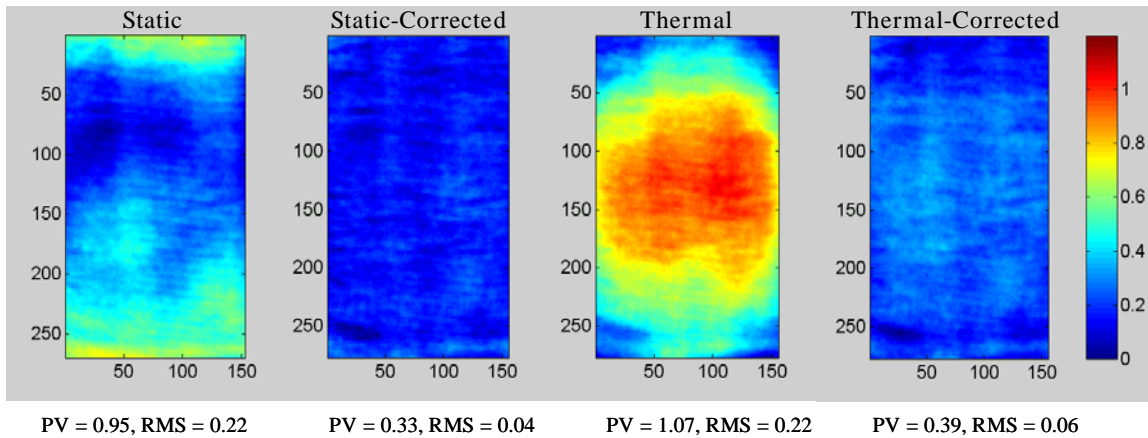 Static Static-Corrected Thermal Thermal-Corrected
50 50 50 50 1
100 100 100 100 0.8
150 150 150 150 0.6
200 200 200 200 0.4
250 250 250 250 0.2
0
50 100 150 50 100 150 50 100 150 50 100 150
PV = 0.95, RMS = 0.22 PV = 0.33, RMS = 0.04 PV = 1.07, RMS = 0.22 PV = 0.39, RMS = 0.06